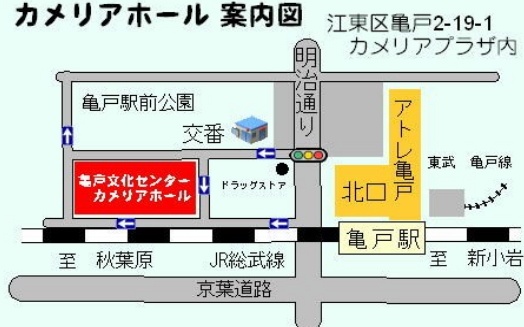 カメリアホール 案内図
江東区亀戸2-19-1
カメリアプラザ内
明治通り
亀戸駅前公園
交番
アトレ亀戸
東武 亀戸線
亀戸文化センター
カメリアホール
ドラッグストア
北口
亀戸駅
至 秋葉原
JR総武線
至 新小岩
京葉道路